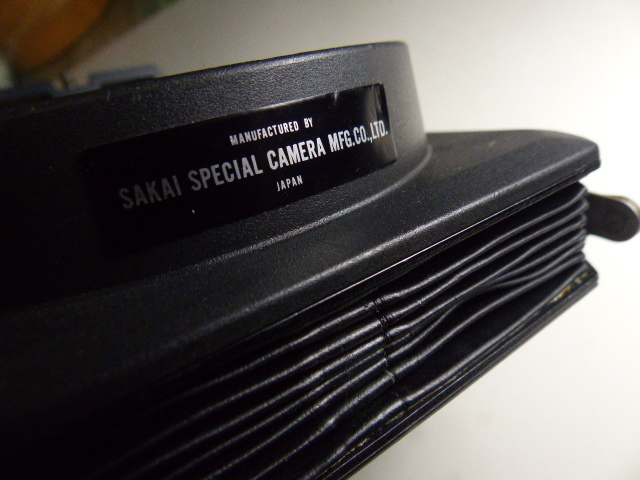 MANUFACTURED BY
SAKAI SPECIAL CAMERA MFG.CO.,LTD.
JAPAN